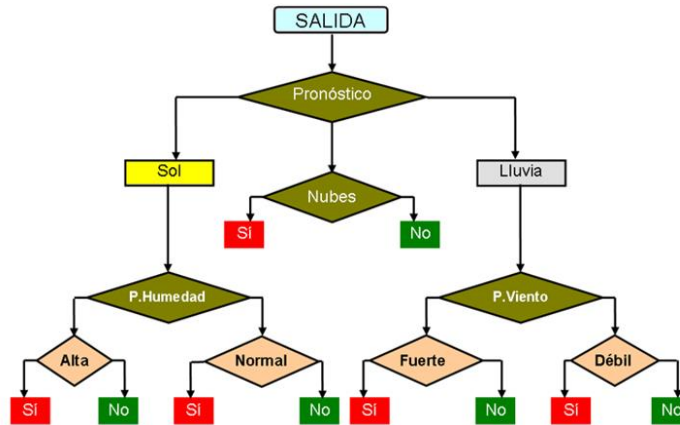 SALIDA
Pronóstico
Sol
Nubes
Lluvia
Sí
No
P.Humedad
P.Viento
Alta
Normal
Fuerte
Débil
Sí
No
Sí
No
Sí
No
Sí
No